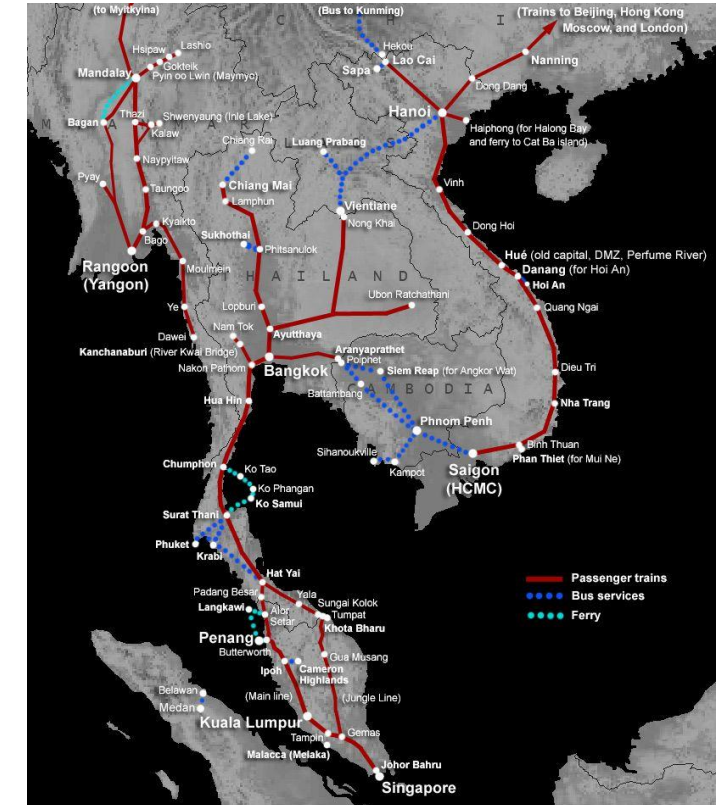 (to Myitkyina)
(Bus to Kunming)
C H I
(Trains to Beijing, Hong Kong
Moscow, and London)
Hsipaw
Lashio
Gokteik
Mandalay
Pyin oo Lwin (Maymyc)
Hekou
Lao Cai
Sapa
Nanning
Dong Dang
Bagan
Thazi
Shwenyaung (Inle Lake)
Kalaw
Hanoi
Haiphong (for Halong Bay
and ferry to Cat Ba island)
M
Chiang Rai
Luang Prabang
Naypyitaw
Pyay
Taungoo
Chiang Mai
Lamphun
Vinh
Vientiane
Nong Khai
Kyaikto
Bago
Sukhothai
Phitsanulok
Dong Hoi
Rangoon
(Yangon)
Moulmein
T H A I L A N D
Hué (old capital, DMZ, Perfume River)
Danang (for Hoi An)
Hoi An
Ye
Lopburi
Ubon Ratchathani
Quang Ngai
Dawei
Nam Tok
Ayutthaya
Kanchanaburi (River Kwai Bridge)
Nakon Pathom
Bangkok
Aranyaprathet
Poipnet
Siem Reap (for Angkor Wat)
Dieu Tri
Battambang
C A M B O D I A
Hua Hin
Nha Trang
Phnom Penh
Binh Thuan
Phan Thiet (for Mui Ne)
Sihanoukville
Kampot
Saigon
(HCMC)
Chumphon
Ko Tao
Ko Phangan
Ko Samui
Surat Thani
Phuket
Krabi
Hat Yai
Passenger trains
Bus services
Ferry
Padang Besar
Yala
Sungai Kolok
Tumpat
Khota Bharu
Langkawi
Alor
Setar
Penang
Butterworth
Gua Musang
Ipoh
Cameron
Highlands
Belawan
Medan
(Main line)
(Jungle Line)
Kuala Lumpur
Tampin
Gemas
Malacca (Melaka)
Johor Bahru
Singapore